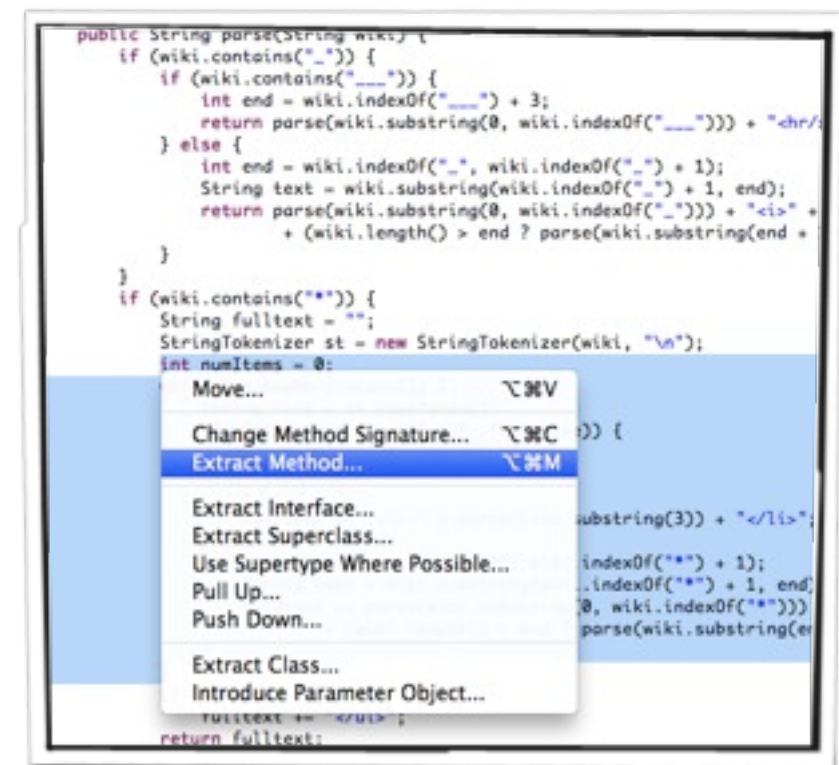 public String parse(String wiki) {
if (wiki.contains("_")) {
if (wiki.contains("___")) {
int end = wiki.indexOf("___") + 3;
return parse(wiki.substring(0, wiki.indexOf("___"))) + "<hr/>
} else {
int end = wiki.indexOf("_", wiki.indexOf("_") + 1);
String text = wiki.substring(wiki.indexOf("_") + 1, end);
return parse(wiki.substring(0, wiki.indexOf("_"))) + "<i>" +
+ (wiki.length() > end ? parse(wiki.substring(end +
}
}
if (wiki.contains("*")) {
String fulltext = "";
StringTokenizer st = new StringTokenizer(wiki, "\n");
int numItems = 0;
Move... ⌥⌘V
Change Method Signature... ⌥⌘C )) {
Extract Method... ⌥⌘M
Extract Interface... substring(3)) + "</li>";
Extract Superclass...
Use Supertype Where Possible... indexOf("*") + 1);
Pull Up... .indexOf("*") + 1, end)
Push Down... 0, wiki.indexOf("*")))
parse(wiki.substring(en
Extract Class...
Introduce Parameter Object...
fulltext += "</ul>";
return fulltext;